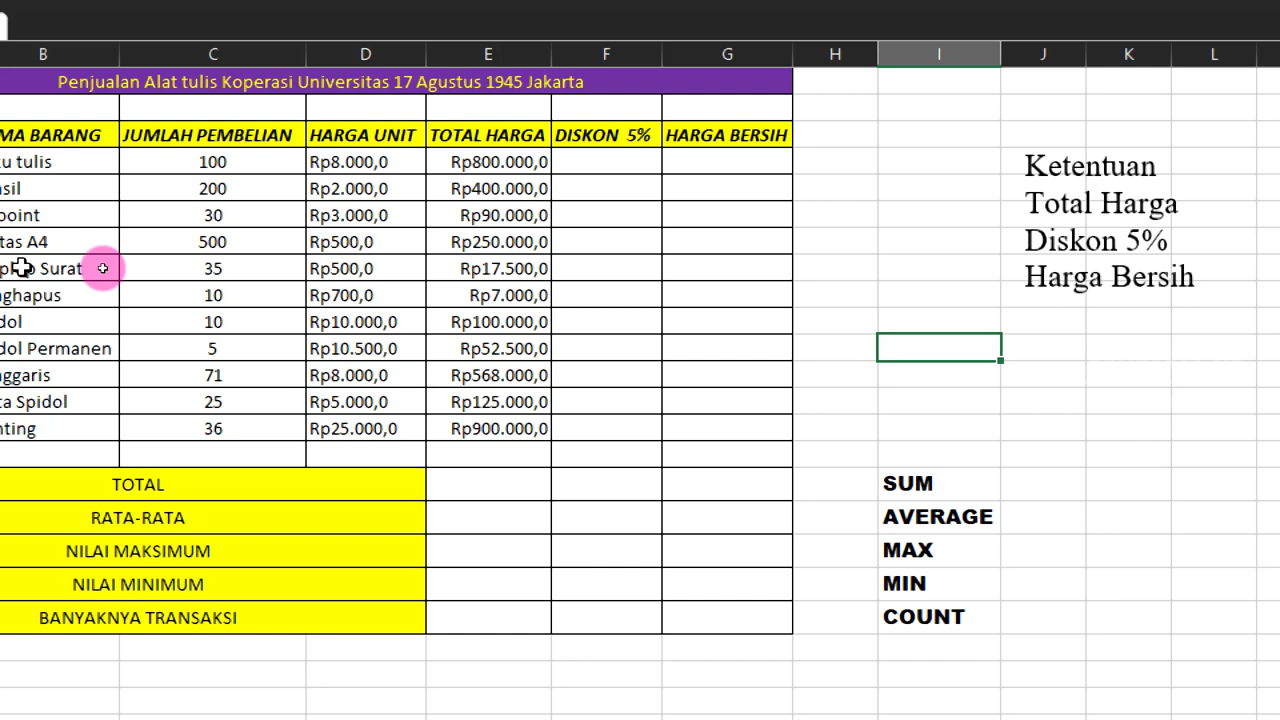 B C D E F G H I J K L
Penjualan Alat tulis Koperasi Universitas 17 Agustus 1945 Jakarta
MA BARANG JUMLAH PEMBELIAN HARGA UNIT TOTAL HARGA DISKON 5% HARGA BERSIH
u tulis 100 Rp8.000,0 Rp800.000,0
sil 200 Rp2.000,0 Rp400.000,0
point 30 Rp3.000,0 Rp90.000,0
tas A4 500 Rp500,0 Rp250.000,0
Surat 35 Rp500,0 Rp17.500,0
ghapus 10 Rp700,0 Rp7.000,0
dol 10 Rp10.000,0 Rp100.000,0
dol Permanen 5 Rp10.500,0 Rp52.500,0
ggaris 71 Rp8.000,0 Rp568.000,0
ta Spidol 25 Rp5.000,0 Rp125.000,0
nting 36 Rp25.000,0 Rp900.000,0
Ketentuan
Total Harga
Diskon 5%
Harga Bersih
TOTAL SUM
RATA-RATA AVERAGE
NILAI MAKSIMUM MAX
NILAI MINIMUM MIN
BANYAKNYA TRANSAKSI COUNT